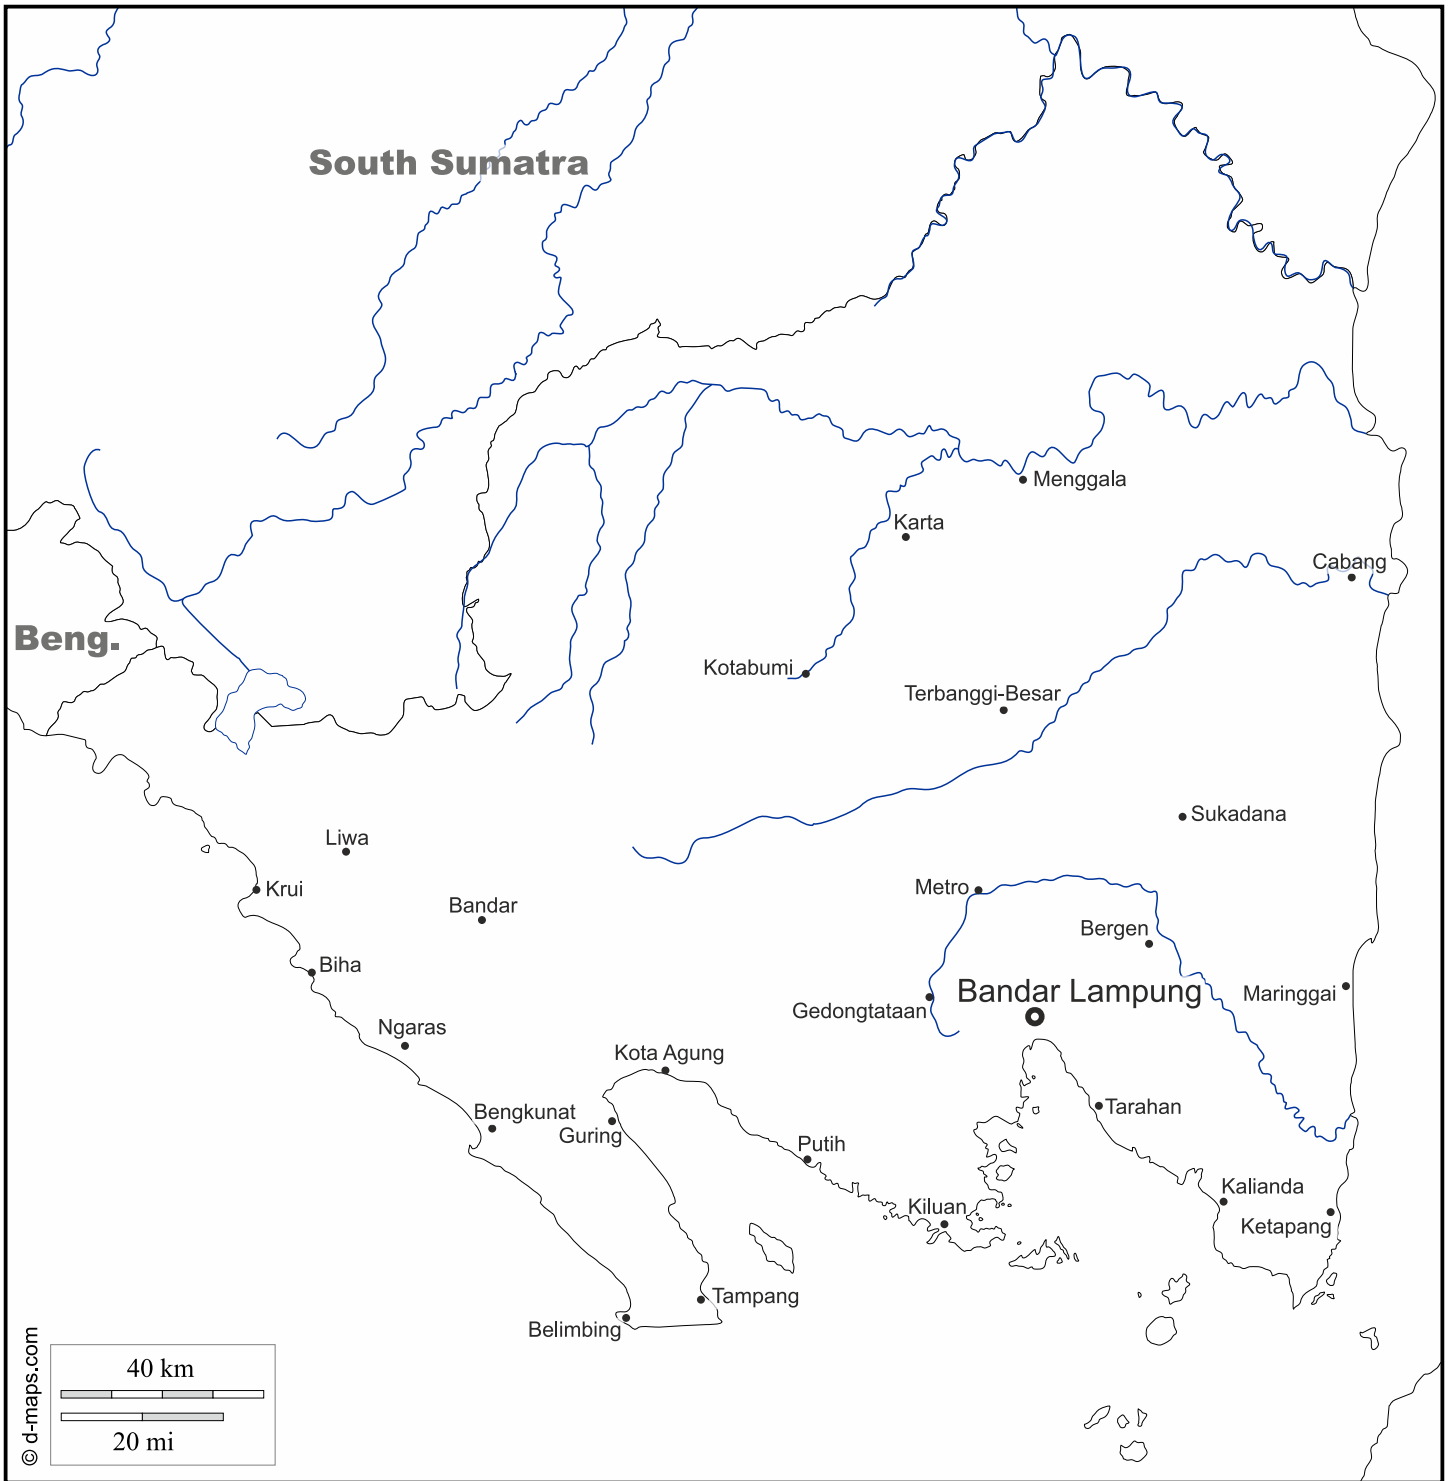 South Sumatra
Menggala
Karta
Cabang
Beng.
Kotabumi
Terbanggi-Besar
Sukadana
Liwa
Krui
Metro
Bandar
Bergen
Biha
Bandar Lampung
Maringgai
Gedongtataan
Ngaras
Kota Agung
Tarahan
Bengkunat
Guring
Putih
Kalianda
Kiluan
Ketapang
Tampang
Belimbing
40 km
20 mi
© d-maps.com